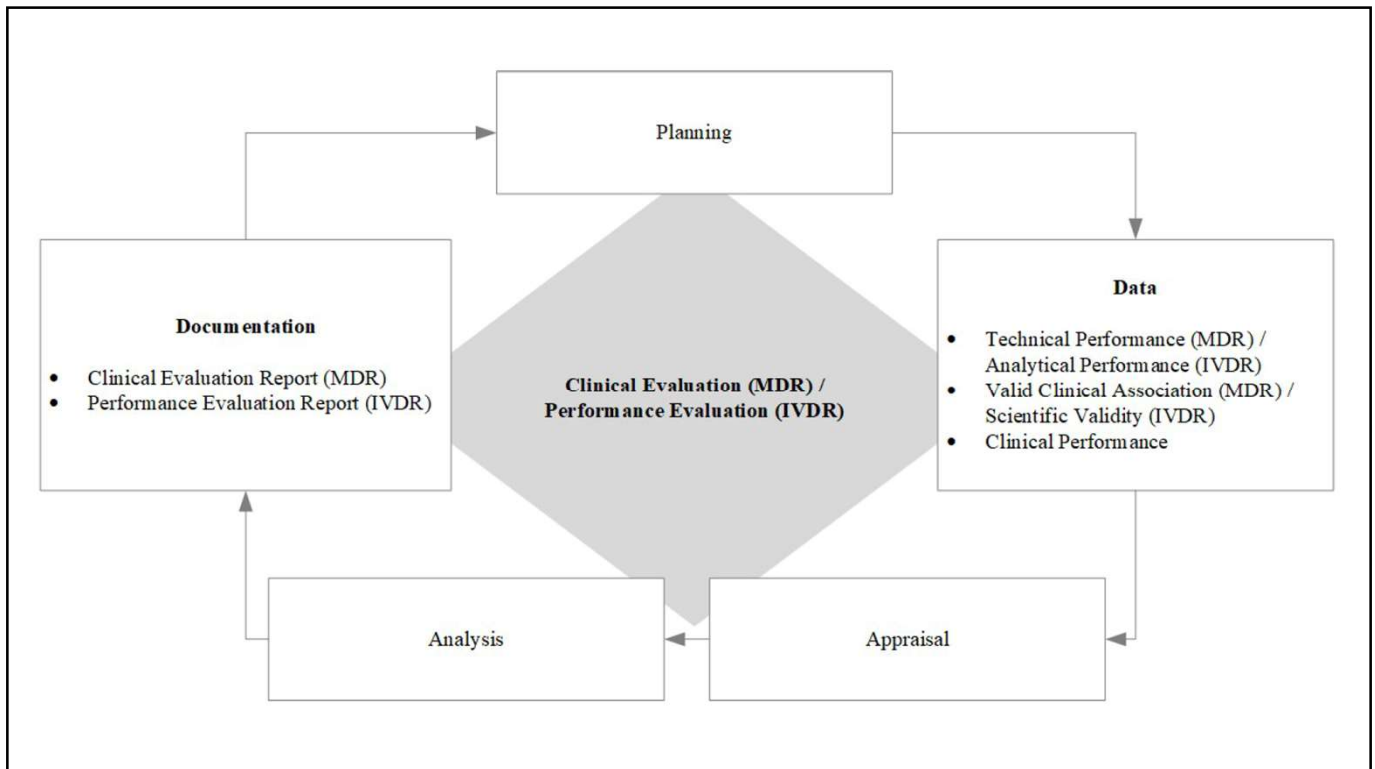 Planning
Documentation
• Clinical Evaluation Report (MDR)
• Performance Evaluation Report (IVDR)
Clinical Evaluation (MDR) /
Performance Evaluation (IVDR)
Data
• Technical Performance (MDR) /
Analytical Performance (IVDR)
• Valid Clinical Association (MDR) /
Scientific Validity (IVDR)
• Clinical Performance
Analysis
Appraisal